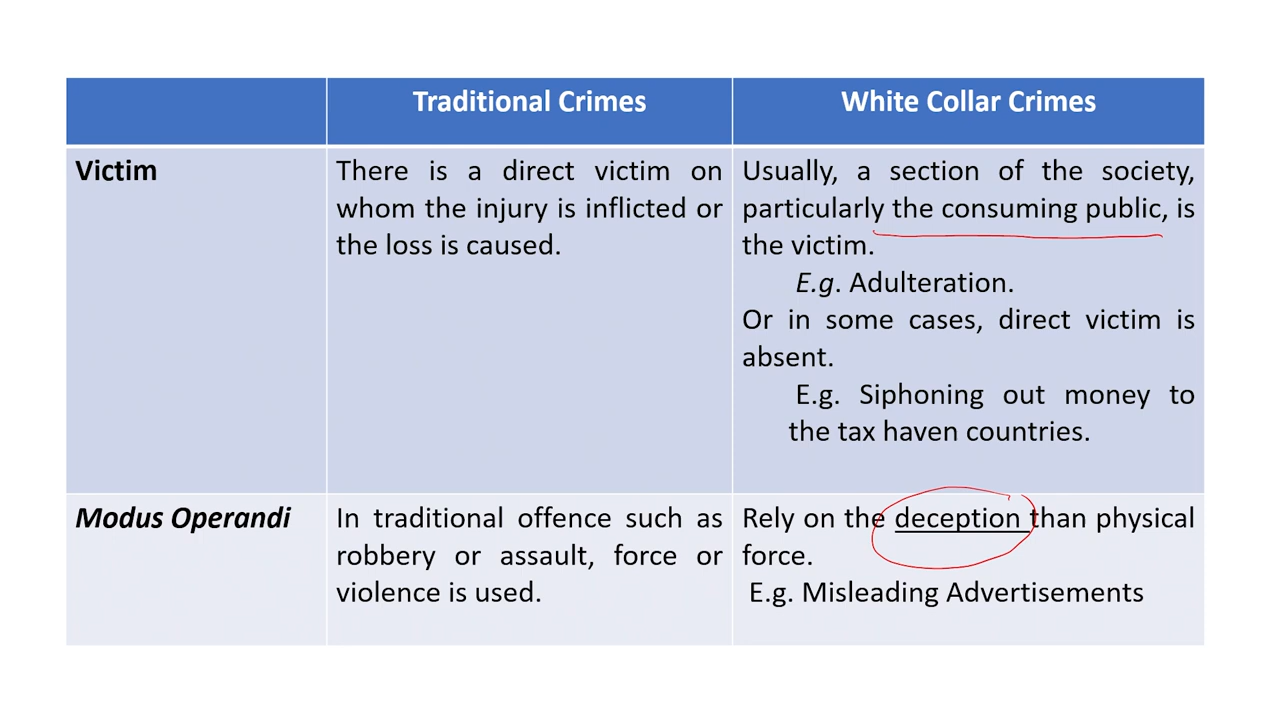 Traditional Crimes
White Collar Crimes
Victim
There is a direct victim on
whom the injury is inflicted or
the loss is caused.
Usually, a section of the society,
particularly the consuming public, is
the victim.
E.g. Adulteration.
Or in some cases, direct victim is
absent.
E.g. Siphoning out money to
the tax haven countries.
Modus Operandi
In traditional offence such as
robbery or assault, force or
violence is used.
Rely on the deception than physical
force.
E.g. Misleading Advertisements